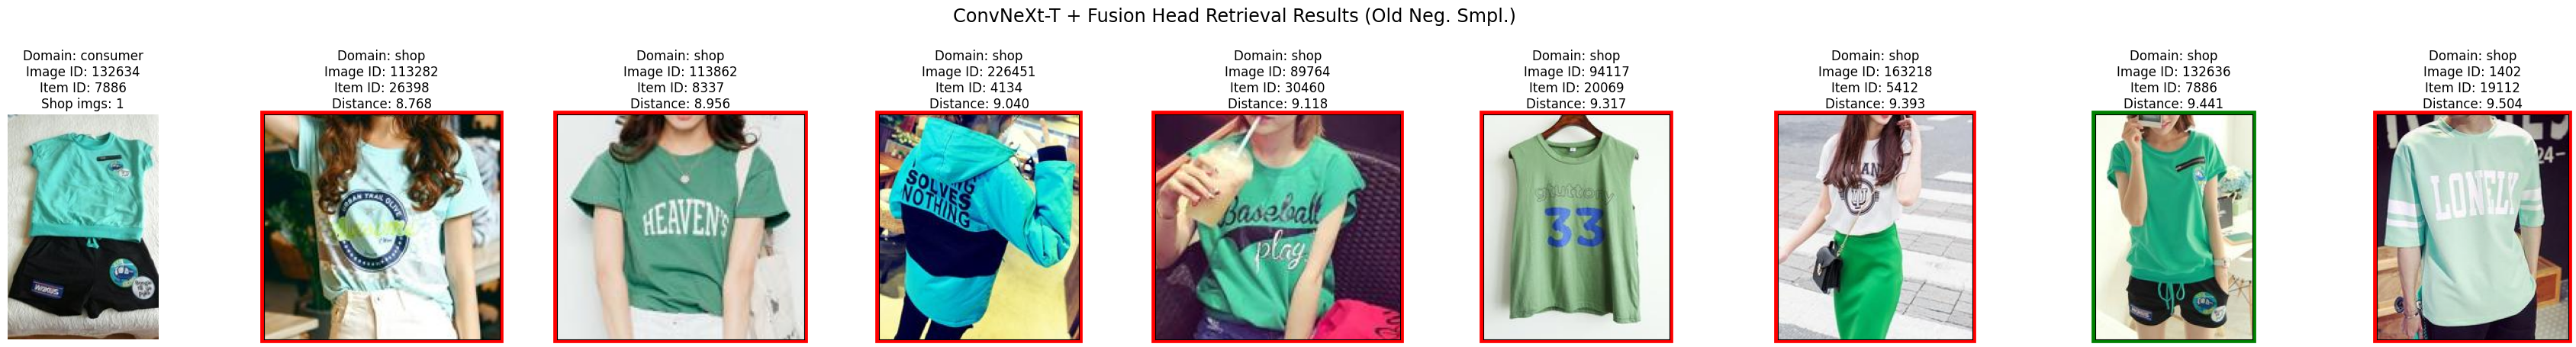 ConvNeXt-T + Fusion Head Retrieval Results (Old Neg. Smpl.)
Domain: consumer
Image ID: 132634
Item ID: 7886
Shop imgs: 1
Domain: shop
Image ID: 113282
Item ID: 26398
Distance: 8.768
Domain: shop
Image ID: 113862
Item ID: 8337
Distance: 8.956
Domain: shop
Image ID: 226451
Item ID: 4134
Distance: 9.040
Domain: shop
Image ID: 89764
Item ID: 30460
Distance: 9.118
Domain: shop
Image ID: 94117
Item ID: 20069
Distance: 9.317
Domain: shop
Image ID: 163218
Item ID: 5412
Distance: 9.393
Domain: shop
Image ID: 132636
Item ID: 7886
Distance: 9.441
Domain: shop
Image ID: 1402
Item ID: 19112
Distance: 9.504
TRAIL OLIVE
HEAVEN'S
SOLVING
SOLVES
NOTHING
Baseball
play
33
LONELY
24-